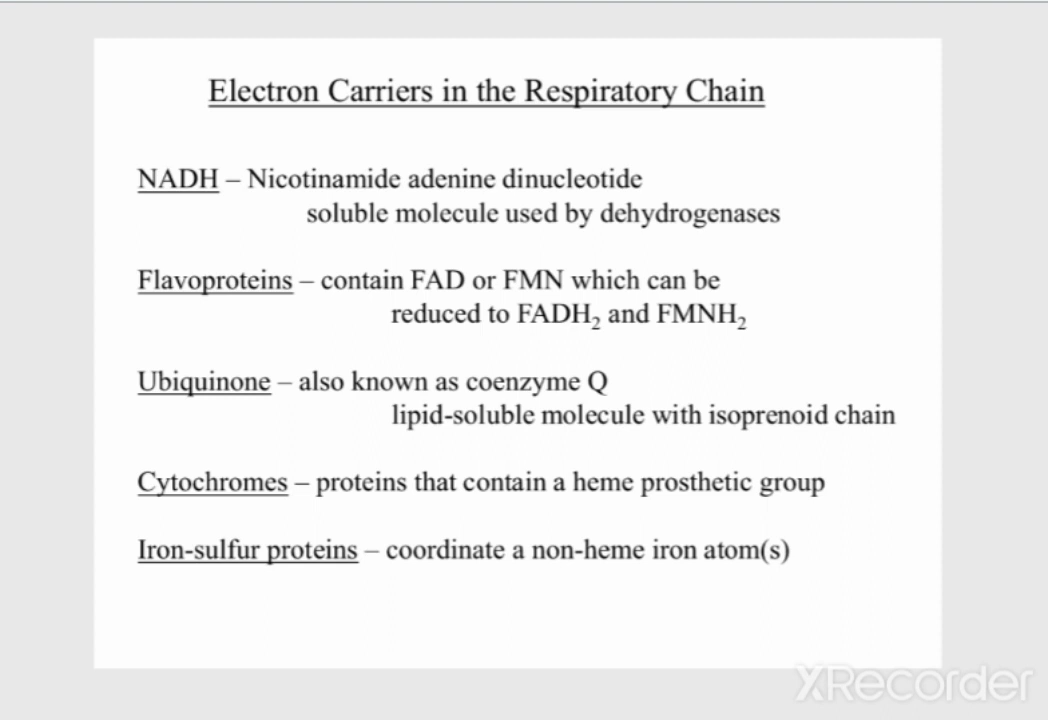 Electron Carriers in the Respiratory Chain
NADH – Nicotinamide adenine dinucleotide
soluble molecule used by dehydrogenases
Flavoproteins – contain FAD or FMN which can be
reduced to FADH₂ and FMNH₂
Ubiquinone – also known as coenzyme Q
lipid-soluble molecule with isoprenoid chain
Cytochromes – proteins that contain a heme prosthetic group
Iron-sulfur proteins – coordinate a non-heme iron atom(s)
XRecorder